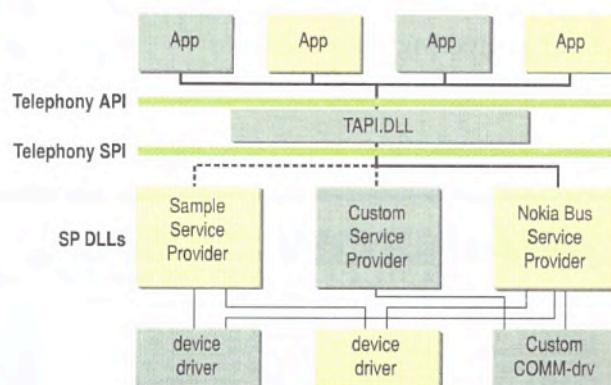 App App App App
Telephony API
TAPI.DLL
Telephony SPI
SP DLLs
Sample
Service
Provider
Custom
Service
Provider
Nokia Bus
Service
Provider
device
driver
device
driver
Custom
COMM-drv